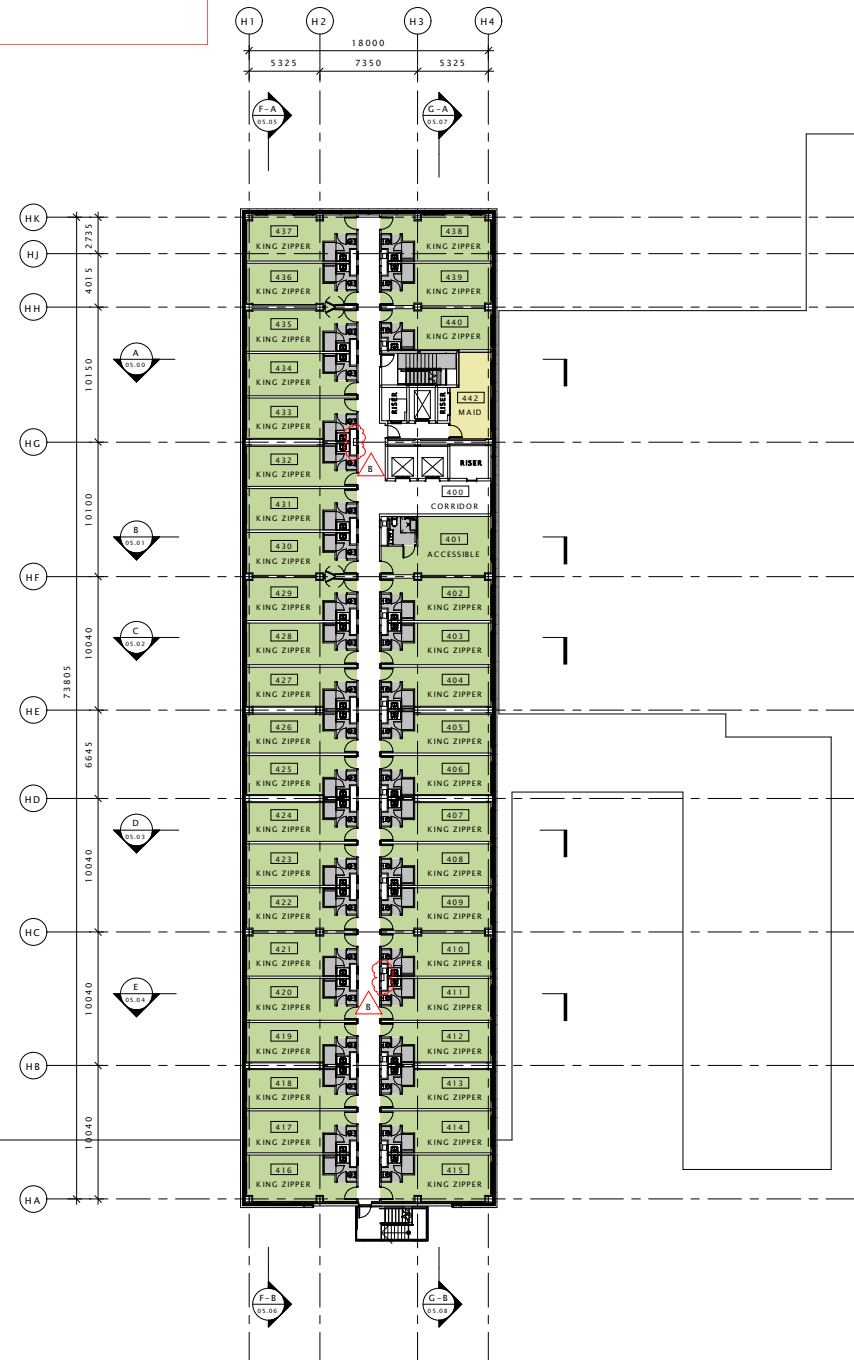 H1 H2 H3 H4
18000
5325 7350 5325
F-A
05.05
G-A
05.07
HK
437
KING ZIPPER
438
KING ZIPPER
2735
HJ
436
KING ZIPPER
439
KING ZIPPER
4015
HH
435
KING ZIPPER
440
KING ZIPPER
A
05.00
434
KING ZIPPER
10150
433
KING ZIPPER
RISER
RISER
442
MAID
HG
432
KING ZIPPER
B
RISER
400
CORRIDOR
10100
431
KING ZIPPER
B
05.01
430
KING ZIPPER
401
ACCESSIBLE
HF
429
KING ZIPPER
402
KING ZIPPER
C
05.02
428
KING ZIPPER
403
KING ZIPPER
10040
73805
427
KING ZIPPER
404
KING ZIPPER
HE
426
KING ZIPPER
405
KING ZIPPER
6645
425
KING ZIPPER
406
KING ZIPPER
HD
424
KING ZIPPER
407
KING ZIPPER
D
05.03
423
KING ZIPPER
408
KING ZIPPER
10040
422
KING ZIPPER
409
KING ZIPPER
HC
421
KING ZIPPER
410
KING ZIPPER
E
05.04
420
KING ZIPPER
411
KING ZIPPER
B
10040
419
KING ZIPPER
412
KING ZIPPER
HB
418
KING ZIPPER
413
KING ZIPPER
417
KING ZIPPER
414
KING ZIPPER
10040
416
KING ZIPPER
415
KING ZIPPER
HA
F-B
05.06
G-B
05.08